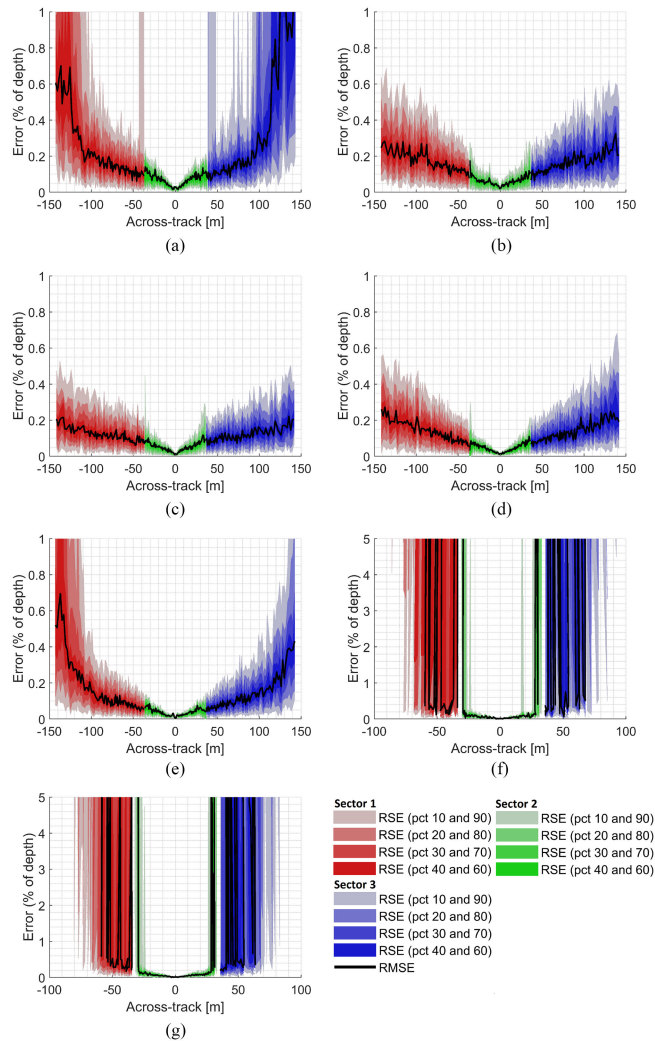 Error (% of depth)
1
0.8
0.6
0.4
0.2
0
-150 -100 -50 0 50 100 150
Across-track [m]
(a)
Error (% of depth)
1
0.8
0.6
0.4
0.2
0
-150 -100 -50 0 50 100 150
Across-track [m]
(b)
Error (% of depth)
1
0.8
0.6
0.4
0.2
0
-150 -100 -50 0 50 100 150
Across-track [m]
(c)
Error (% of depth)
1
0.8
0.6
0.4
0.2
0
-150 -100 -50 0 50 100 150
Across-track [m]
(d)
Error (% of depth)
1
0.8
0.6
0.4
0.2
0
-150 -100 -50 0 50 100 150
Across-track [m]
(e)
Error (% of depth)
5
4
3
2
1
0
-100 -50 0 50 100
Across-track [m]
(f)
Error (% of depth)
5
4
3
2
1
0
-100 -50 0 50 100
Across-track [m]
(g)
Sector 1
RSE (pct 10 and 90)
RSE (pct 20 and 80)
RSE (pct 30 and 70)
RSE (pct 40 and 60)
Sector 2
RSE (pct 10 and 90)
RSE (pct 20 and 80)
RSE (pct 30 and 70)
RSE (pct 40 and 60)
Sector 3
RSE (pct 10 and 90)
RSE (pct 20 and 80)
RSE (pct 30 and 70)
RSE (pct 40 and 60)
RMSE